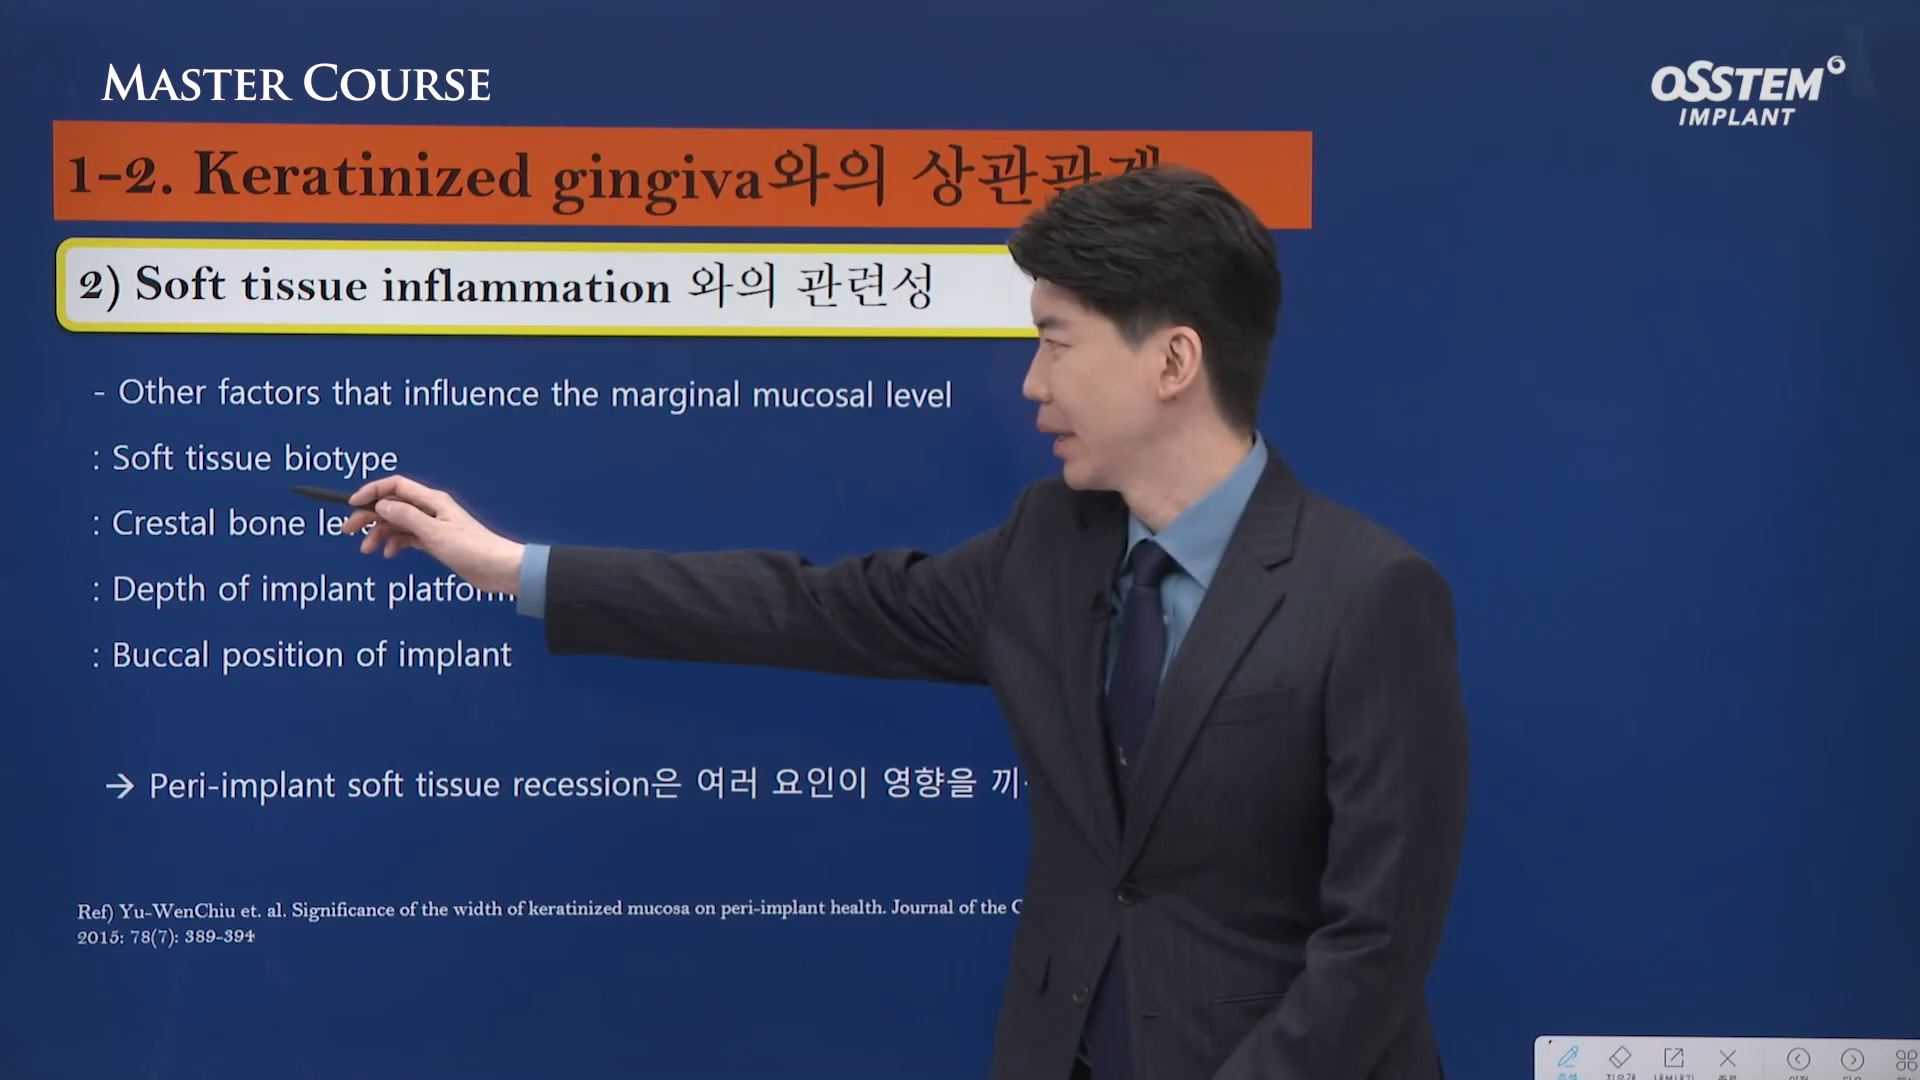 MASTER COURSE
OSSTEM
IMPLANT
1-2. Keratinized gingiva와의 상관관계
2) Soft tissue inflammation 와의 관련성
- Other factors that influence the marginal mucosal level
: Soft tissue biotype
: Crestal bone level
: Depth of implant platform
: Buccal position of implant
→ Peri-implant soft tissue recession은 여러 요인이 영향을
Ref) Yu-WenChiu et. al. Significance of the width of keratinized mucosa on peri-implant health. Journal of the
2015: 78(7): 389-394